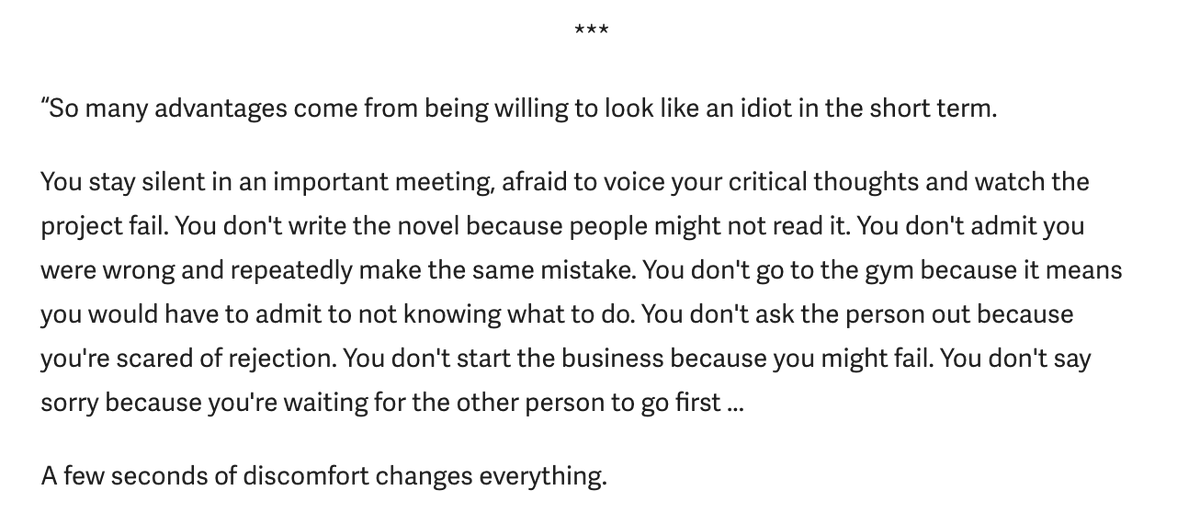 ***
“So many advantages come from being willing to look like an idiot in the short term.
You stay silent in an important meeting, afraid to voice your critical thoughts and watch the
project fail. You don't write the novel because people might not read it. You don't admit you
were wrong and repeatedly make the same mistake. You don't go to the gym because it means
you would have to admit to not knowing what to do. You don't ask the person out because
you're scared of rejection. You don't start the business because you might fail. You don't say
sorry because you're waiting for the other person to go first ...
A few seconds of discomfort changes everything.